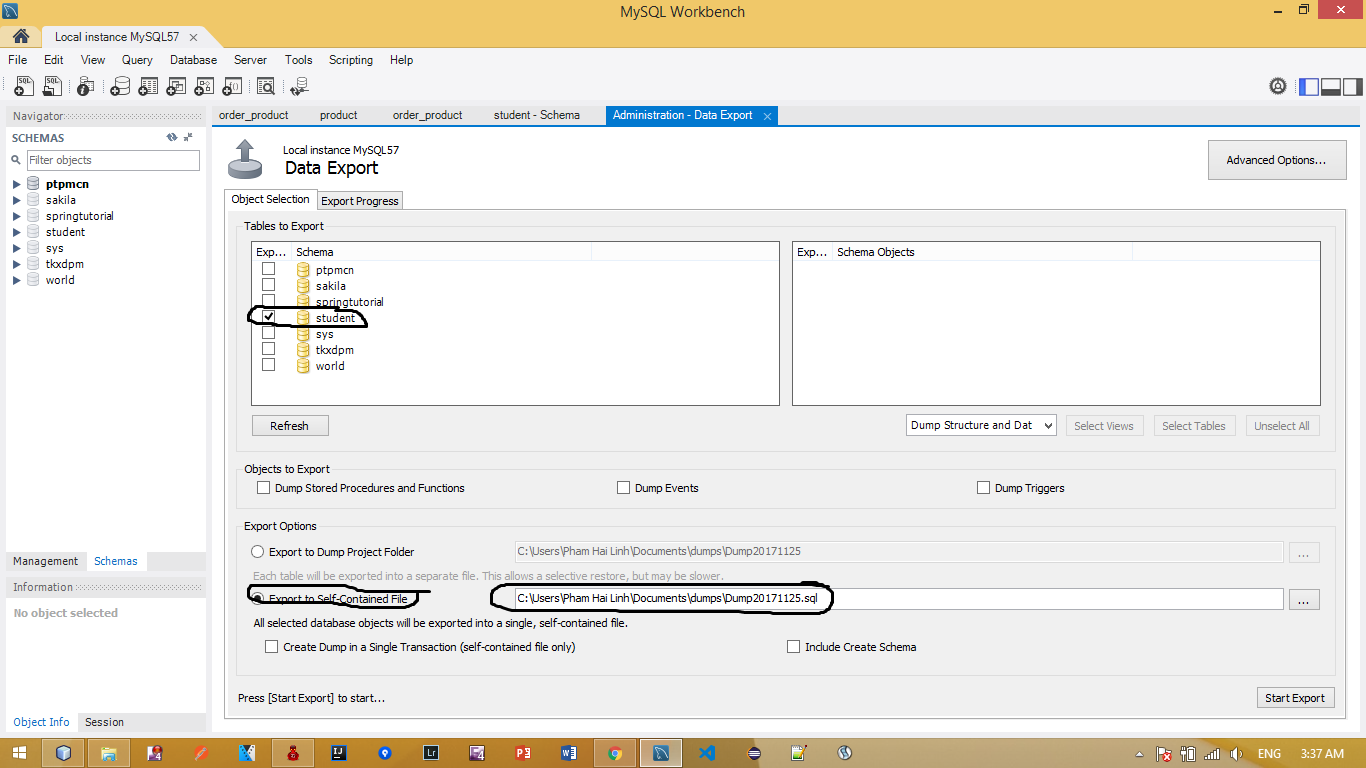 MySQL Workbench
Local instance MySQL57
File Edit View Query Database Server Tools Scripting Help
Navigator
SCHEMAS
Filter objects
ptpmcn
sakila
springtutorial
student
sys
tkxdpm
world
Management Schemas
Information
No object selected
Object Info Session
order_product product order_product student - Schema Administration - Data Export
Local instance MySQL57
Data Export
Advanced Options...
Object Selection Export Progress
Tables to Export
Exp... Schema
ptpmcn
sakila
springtutorial
student
sys
tkxdpm
world
Exp... Schema Objects
Refresh Dump Structure and Dat Select Views Select Tables Unselect All
Objects to Export
Dump Stored Procedures and Functions Dump Events Dump Triggers
Export Options
Export to Dump Project Folder C:\Users\Pham Hai Linh\Documents\dumps\Dump20171125 ...
Each table will be exported into a separate file. This allows a selective restore, but may be slower.
Export to Self-Contained File C:\Users\Pham Hai Linh\Documents\dumps\Dump20171125.sql ...
All selected database objects will be exported into a single, self-contained file.
Create Dump in a Single Transaction (self-contained file only) Include Create Schema
Press [Start Export] to start... Start Export
ENG 3:37 AM